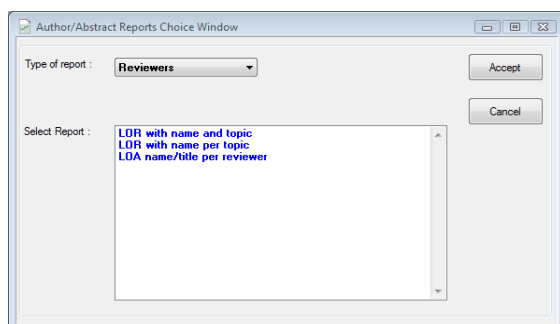 Author/Abstract Reports Choice Window
Type of report :
Reviewers
Accept
Cancel
Select Report :
LOR with name and topic
LOR with name per topic
LOA name/title per reviewer